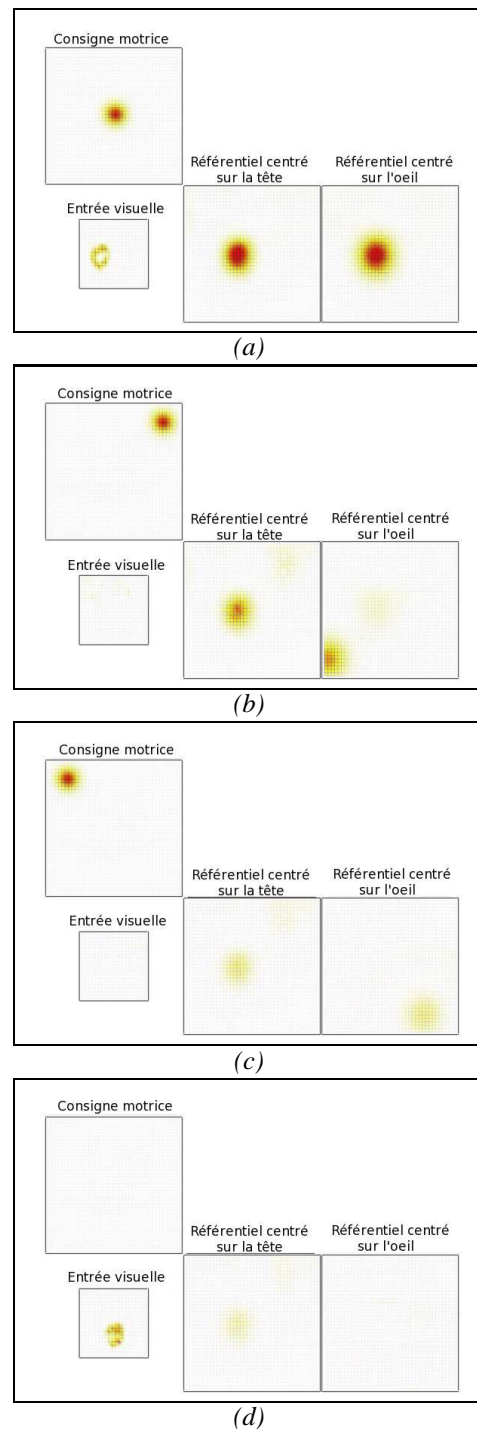 Consigne motrice
Référentiel centré
sur la tête
Référentiel centré
sur l'oeil
Entrée visuelle
(a)
Consigne motrice
Référentiel centré
sur la tête
Référentiel centré
sur l'oeil
Entrée visuelle
(b)
Consigne motrice
Référentiel centré
sur la tête
Référentiel centré
sur l'oeil
Entrée visuelle
(c)
Consigne motrice
Référentiel centré
sur la tête
Référentiel centré
sur l'oeil
Entrée visuelle
(d)